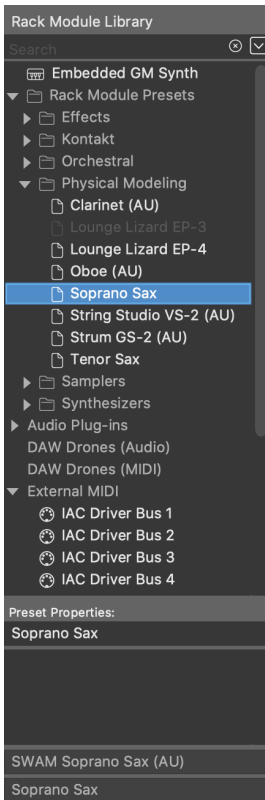 Rack Module Library
Search
Embedded GM Synth
Rack Module Presets
Effects
Kontakt
Orchestral
Physical Modeling
Clarinet (AU)
Lounge Lizard EP-3
Lounge Lizard EP-4
Oboe (AU)
Soprano Sax
String Studio VS-2 (AU)
Strum GS-2 (AU)
Tenor Sax
Samplers
Synthesizers
Audio Plug-ins
DAW Drones (Audio)
DAW Drones (MIDI)
External MIDI
IAC Driver Bus 1
IAC Driver Bus 2
IAC Driver Bus 3
IAC Driver Bus 4
Preset Properties:
Soprano Sax
SWAM Soprano Sax (AU)
Soprano Sax